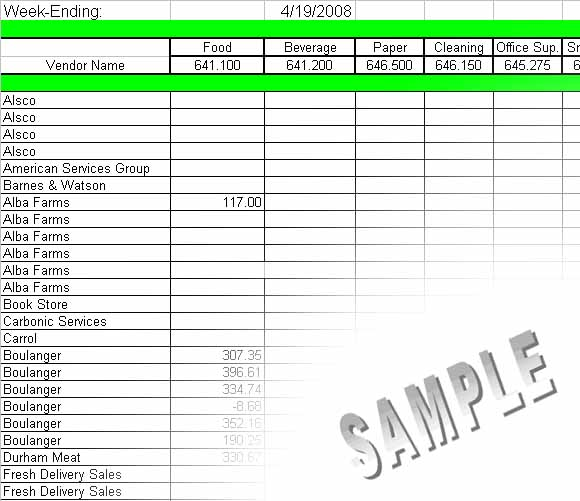 Week-Ending: 4/19/2008
Food Beverage Paper Cleaning Office Sup.
Vendor Name 641.100 641.200 646.500 646.150 645.275
Alsco
Alsco
Alsco
Alsco
American Services Group
Barnes & Watson
Alba Farms 117.00
Alba Farms
Alba Farms
Alba Farms
Alba Farms
Alba Farms
Book Store
Carbonic Services
Carrol
Boulanger 307.35
Boulanger 396.61
Boulanger 334.74
Boulanger -8.68
Boulanger 352.16
Boulanger 190.25
Durham Meat 330.67
Fresh Delivery Sales
Fresh Delivery Sales
SAMPLE